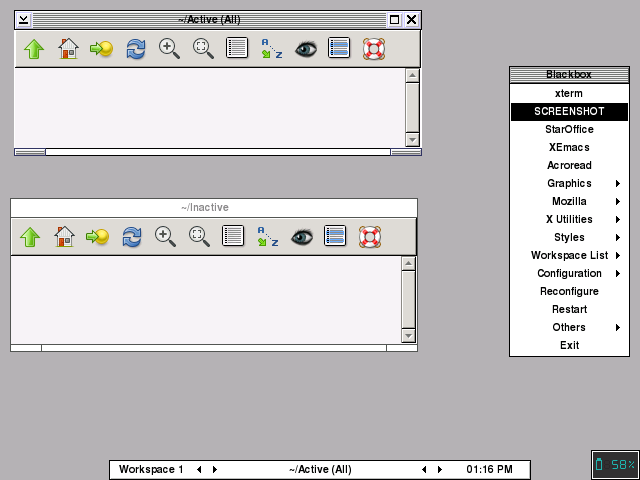 ~/Active (All)
A
Z
~/Inactive
A
Z
Blackbox
xterm
SCREENSHOT
StarOffice
XEmacs
Acroread
Graphics
Mozilla
X Utilities
Styles
Workspace List
Configuration
Reconfigure
Restart
Others
Exit
Workspace 1 ~/Active (All) 01:16 PM
58%